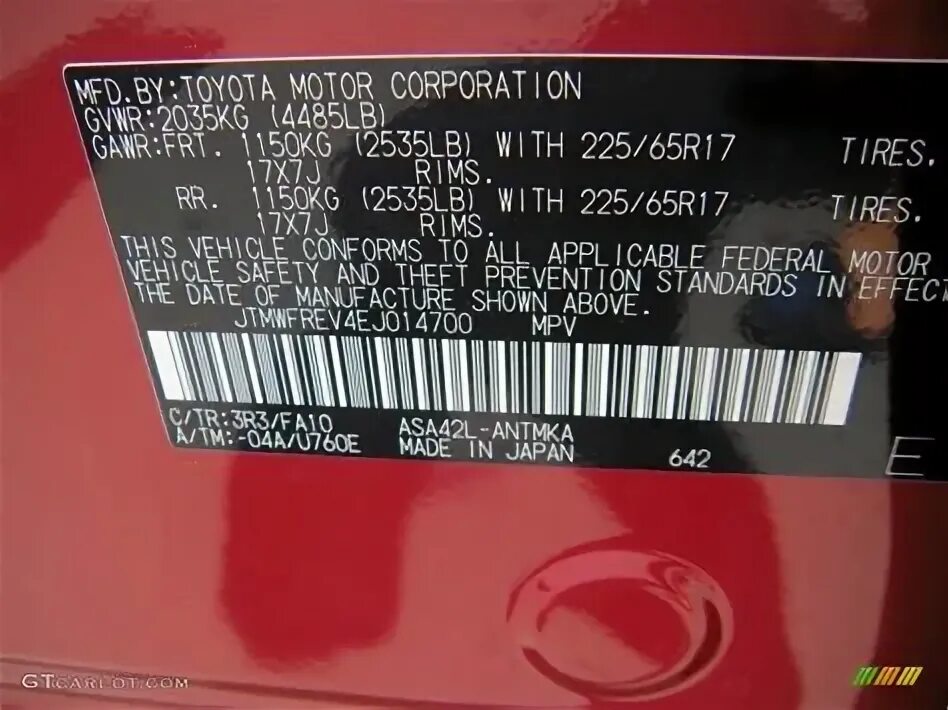 MFD.BY:TOYOTA MOTOR CORPORATION
GVWR:2035KG (4485LB)
GAWR:FRT. 1150KG (2535LB) WITH 225/65R17 TIRES.
17X7J RIMS.
RR. 1150KG (2535LB) WITH 225/65R17 TIRES.
17X7J RIMS.
THIS VEHICLE CONFORMS TO ALL APPLICABLE FEDERAL MOTOR
VEHICLE SAFETY AND THEFT PREVENTION STANDARDS IN EFFECT
THE DATE OF MANUFACTURE SHOWN ABOVE.
JTMWFREV4EJ014700 MPV
C/TR:3R3/FA10 ASA42L-ANTMKA
A/TM:-04A/U760E MADE IN JAPAN 642 E
GTCARLOT.COM